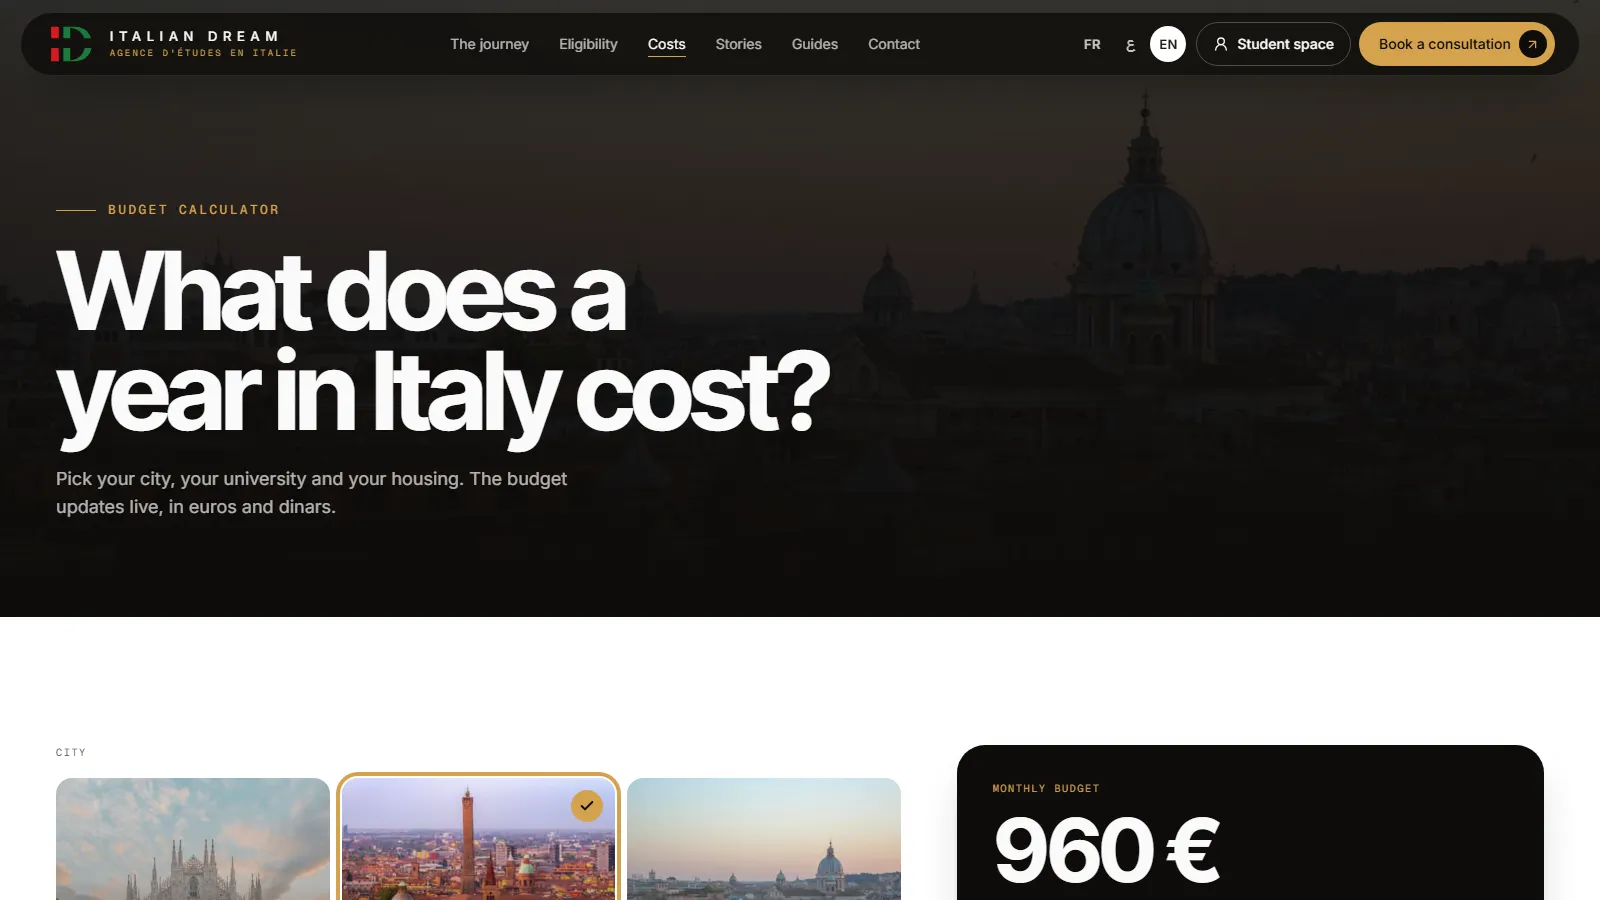 ITALIAN DREAM
AGENCE D'ÉTUDES EN ITALIE
The journey
Eligibility
Costs
Stories
Guides
Contact
FR
ع
EN
Student space
Book a consultation
BUDGET CALCULATOR
What does a
year in Italy cost?
Pick your city, your university and your housing. The budget
updates live, in euros and dinars.
CITY
MONTHLY BUDGET
960 €